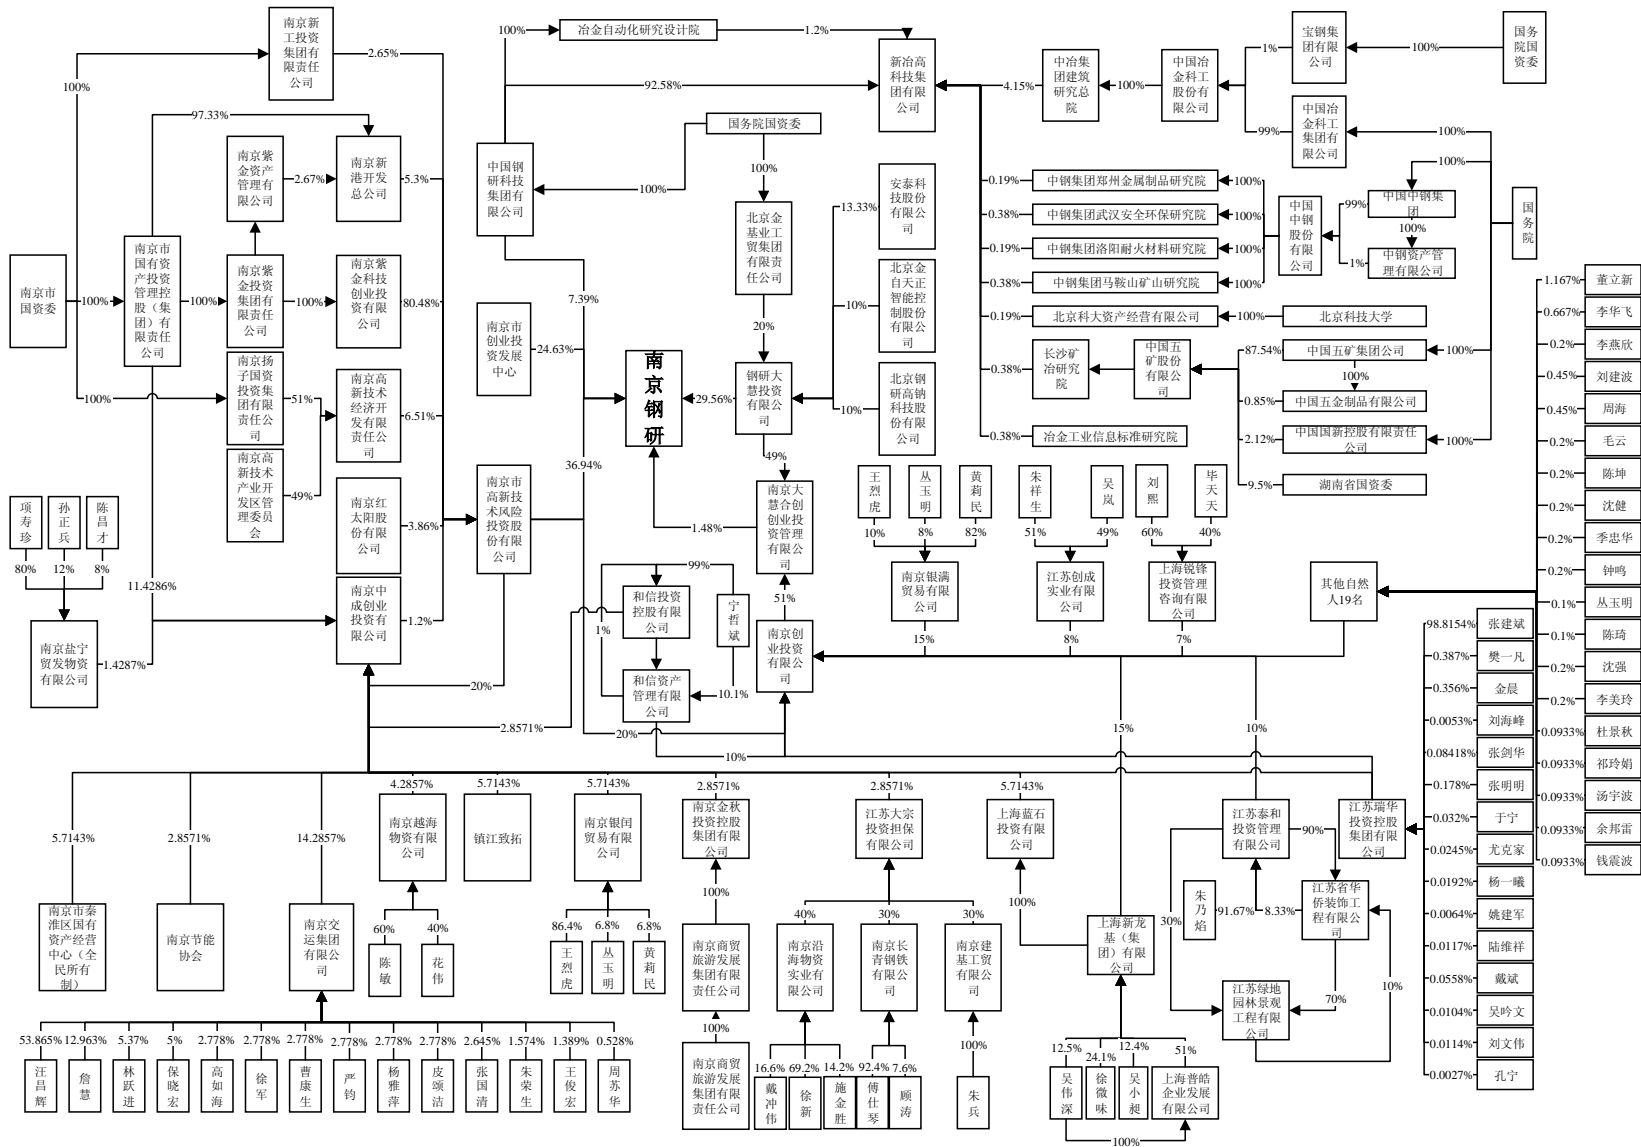 南京新
工投资
集团有
限责任
公司
2.65%
100%
97.33%
南京紫
金资产
管理有
限公司
2.67%
南京新
港开发
总公司
5.3%
南京市
国资委
100%
南京市
国有资
产投资
管理控
股（集
团）有
限责任
公司
100%
南京紫
金投资
集团有
限责任
公司
100%
南京紫
金科技
创业投
资有限
公司
80.48%
100%
南京扬
子国资
投资集
团有限
责任公
司
51%
南京高
新技术
经济开
发有限
责任公
司
6.51%
南京高
新技术
产业开
发区管
理委员
会
49%
南京红
太阳股
份有限
公司
3.86%
项寿珍
孙正兵
陈昌才
80%
12%
8%
11.4286%
南京盐宁
贸发物资
有限公司
1.4287%
南京中
成创业
投资有
限公司
1.2%
100%
冶金自动化研究设计院
1.2%
92.58%
新冶高
科技集
团有限
公司
国务院国资委
100%
100%
中国钢
研科技
集团有
限公司
7.39%
北京金
基业工
贸集团
有限责
任公司
20%
安泰科
技股份
有限公
司
13.33%
北京金
自天正
智能控
制股份
有限公
司
10%
北京钢
研高钠
科技股
份有限
公司
10%
南京市
创业投
资发展
中心
24.63%
南京钢研
29.56%
钢研大
慧投资
有限公
司
49%
36.94%
南京市
高新技
术风险
投资股
份有限
公司
1.48%
南京大
慧合创
创业投
资管理
有限公
司
51%
99%
和信投资
控股有限
公司
宁哲斌
1%
10.1%
和信资产
管理有限
公司
南京创
业投资
有限公
司
20%
2.8571%
20%
10%
4.15%
中冶集
团建筑
研究总
院
100%
中国冶
金科工
股份有
限公司
1%
宝钢集
团有限
公司
100%
国务
院国
资委
99%
中国冶
金科工
集团有
限公司
100%
100%
0.19%
中钢集团郑州金属制品研究院
100%
0.38%
中钢集团武汉安全环保研究院
100%
0.19%
中钢集团洛阳耐火材料研究院
100%
0.38%
中钢集团马鞍山矿山研究院
100%
中国
中钢
股份
有限
公司
99%
中国中钢集
团
100%
1%
中钢资产管
理有限公司
国务院
0.19%
北京科大资产经营有限公司
100%
北京科技大学
0.38%
长沙矿
冶研究
院
中国五
矿股份
有限公
司
87.54%
中国五矿集团公司
100%
100%
0.85%
中国五金制品有限公司
2.12%
中国国新控股有限责任
公司
100%
9.5%
湖南省国资委
0.38%
冶金工业信息标准研究院
王烈虎
丛玉明
黄莉民
朱祥生
吴岚
刘熙
毕天天
10%
8%
82%
51%
49%
60%
40%
南京银满
贸易有限
公司
江苏创成
实业有限
公司
上海锐锋
投资管理
咨询有限
公司
其他自然
人19名
15%
8%
7%
15%
10%
1.167%
董立新
0.667%
李华飞
0.2%
李燕欣
0.45%
刘建波
0.45%
周海
0.2%
毛云
0.2%
陈坤
0.2%
沈健
0.2%
季忠华
0.2%
钟鸣
0.1%
丛玉明
0.1%
陈琦
0.2%
沈强
0.2%
李美玲
0.0933%
杜景秋
0.0933%
祁玲娟
0.0933%
汤宇波
0.0933%
余邦雷
0.0933%
钱震波
98.8154%
张建斌
0.387%
樊一凡
0.356%
金晨
0.0053%
刘海峰
0.08418%
张剑华
0.178%
张明明
0.032%
于宁
0.0245%
尤克家
0.0192%
杨一曦
0.0064%
姚建军
0.0117%
陆维祥
0.0558%
戴斌
0.0104%
吴吟文
0.0114%
刘文伟
0.0027%
孔宁
5.7143%
2.8571%
14.2857%
4.2857%
5.7143%
5.7143%
2.8571%
2.8571%
5.7143%
南京越海
物资有限
公司
镇江致拓
南京银闰
贸易有限
公司
南京金秋
投资控股
集团有限
公司
江苏大宗
投资担保
有限公司
上海蓝石
投资有限
公司
江苏泰和
投资管理
有限公司
江苏瑞华
投资控股
集团有限
公司
南京市秦
淮区国有
资产经营
中心（全
民所有
制）
南京节能
协会
南京交
运集团
有限公
司
60%
40%
陈敏
花伟
86.4%
6.8%
6.8%
王烈虎
丛玉明
黄莉民
100%
南京商贸
旅游发展
集团有限
责任公司
100%
南京商贸
旅游发展
集团有限
责任公司
40%
30%
30%
南京沿
海物资
实业有
限公司
南京长
青钢铁
有限公
司
南京建
基工贸
有限公
司
16.6%
69.2%
14.2%
92.4%
7.6%
100%
戴冲伟
徐新
施金胜
傅仕琴
顾涛
朱兵
100%
上海新龙
基（集
团）有限
公司
12.5%
24.1%
12.4%
51%
吴伟深
徐微味
吴小昶
上海普皓
企业发展
有限公司
100%
30%
90%
朱乃焰
91.67%
8.33%
江苏省华
侨装饰工
程有限公
司
70%
10%
江苏绿地
园林景观
工程有限
公司
53.865%
12.963%
5.37%
5%
2.778%
2.778%
2.778%
2.778%
2.778%
2.778%
2.645%
1.574%
1.389%
0.528%
汪昌辉
詹慧
林跃进
保晓宏
高如海
徐军
曹康生
严钧
杨雅萍
皮颂洁
张国清
朱荣生
王俊宏
周苏华